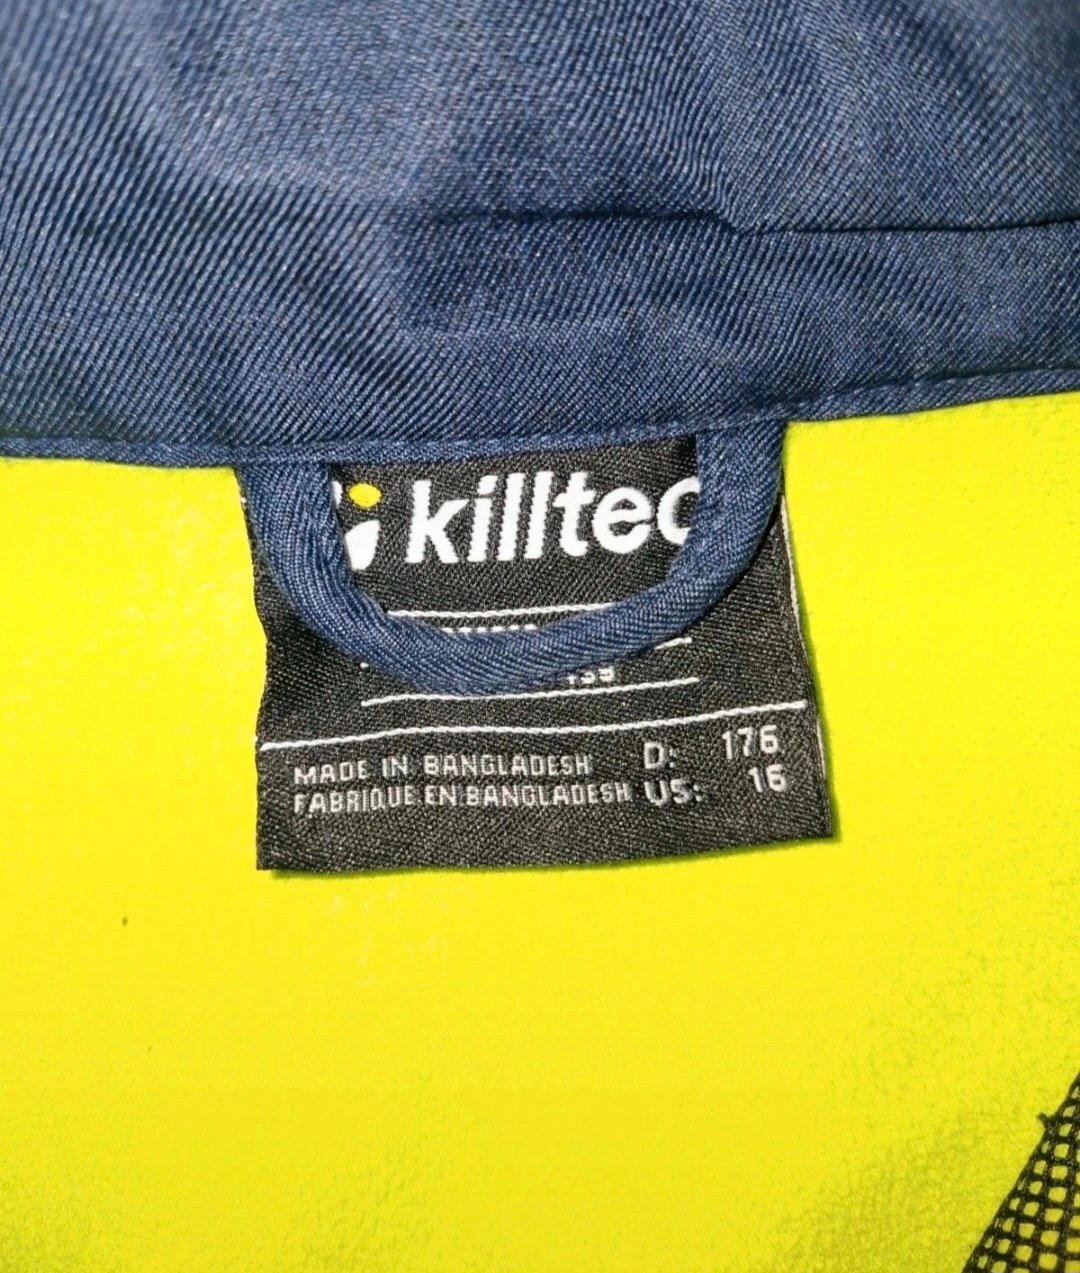 killtec
MADE IN BANGLADESH
FABRIQUE EN BANGLADESH
D: 176
US: 16